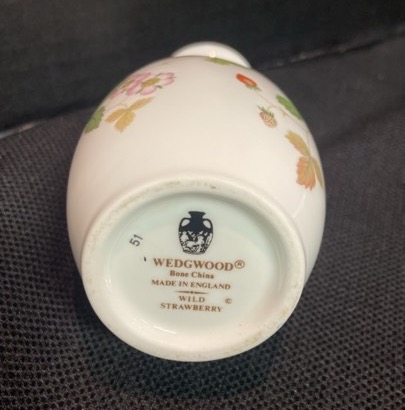 51
WEDGWOOD®
Bone China
MADE IN ENGLAND
WILD ©
STRAWBERRY